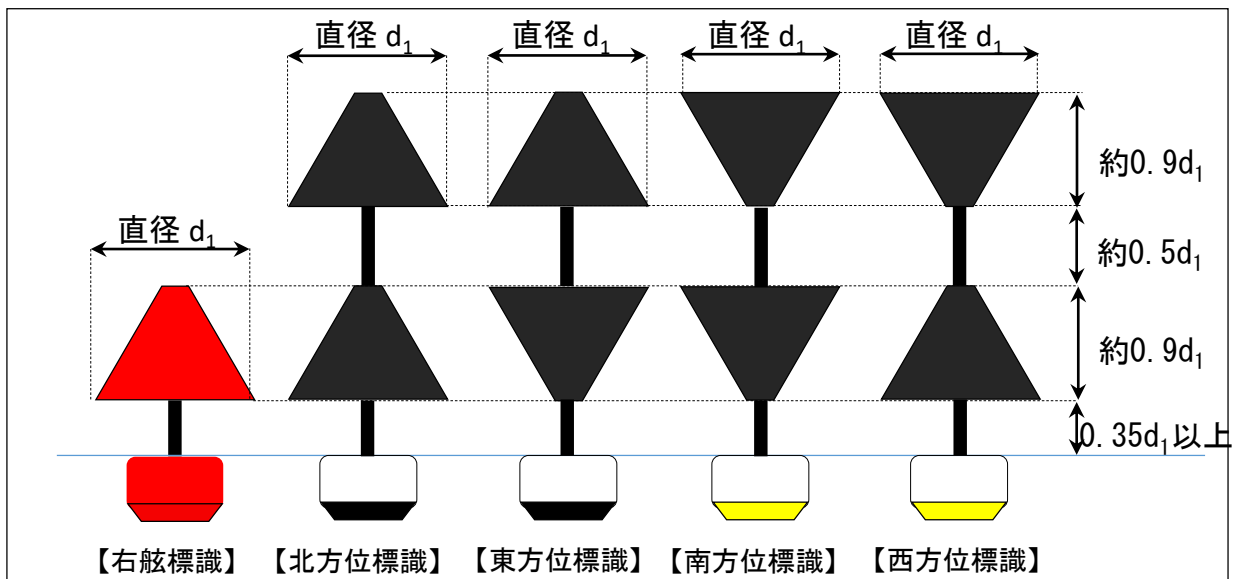 直径 d₁
直径 d₁
直径 d₁
直径 d₁
約0.9d₁
直径 d₁
約0.5d₁
約0.9d₁
0.35d₁以上
【右舷標識】
【北方位標識】
【東方位標識】
【南方位標識】
【西方位標識】